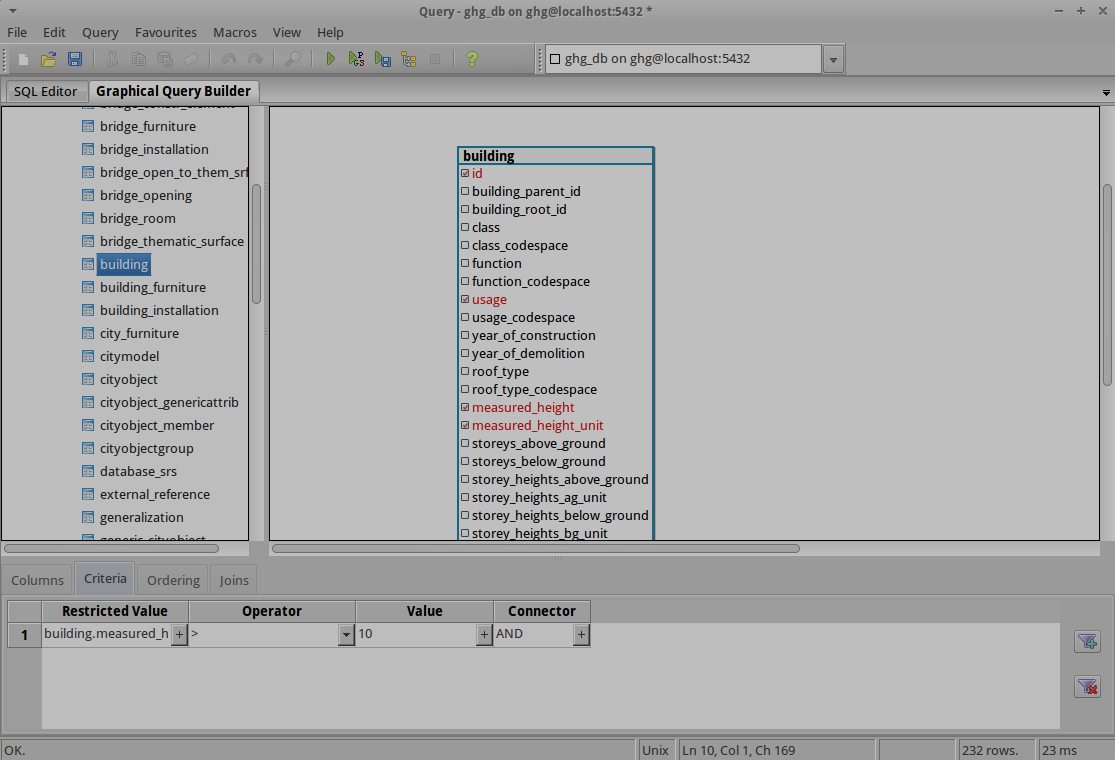 Query - ghg_db on ghg@localhost:5432 *
File Edit Query Favourites Macros View Help
ghg_db on ghg@localhost:5432
SQL Editor Graphical Query Builder
bridge_constr_element
bridge_furniture
bridge_installation
bridge_open_to_them_srf
bridge_opening
bridge_room
bridge_thematic_surface
building
building_furniture
building_installation
city_furniture
citymodel
cityobject
cityobject_genericattrib
cityobject_member
cityobjectgroup
database_srs
external_reference
generalization
generic_cityobject
building
id
building_parent_id
building_root_id
class
class_codespace
function
function_codespace
usage
usage_codespace
year_of_construction
year_of_demolition
roof_type
roof_type_codespace
measured_height
measured_height_unit
storeys_above_ground
storeys_below_ground
storey_heights_above_ground
storey_heights_ag_unit
storey_heights_below_ground
storey_heights_bg_unit
Columns Criteria Ordering Joins
Restricted Value Operator Value Connector
1 building.measured_h + > 10 + AND +
OK. Unix Ln 10, Col 1, Ch 169 232 rows. 23 ms